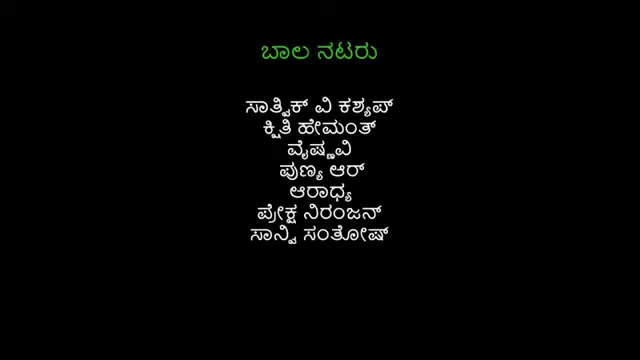 ಬಾಲ ನಟರು
ಸಾತ್ವಿಕ್ ವಿ ಕಶ್ಯಪ್
ಕ್ಷಿತಿ ಹೇಮಂತ್
ವೈಷ್ಣವಿ
ಪುಣ್ಯ ಆರ್
ಆರಾಧ್ಯ
ಪ್ರೇಕ್ಷ ನಿರಂಜನ್
ಸಾನ್ವಿ ಸಂತೋಷ್